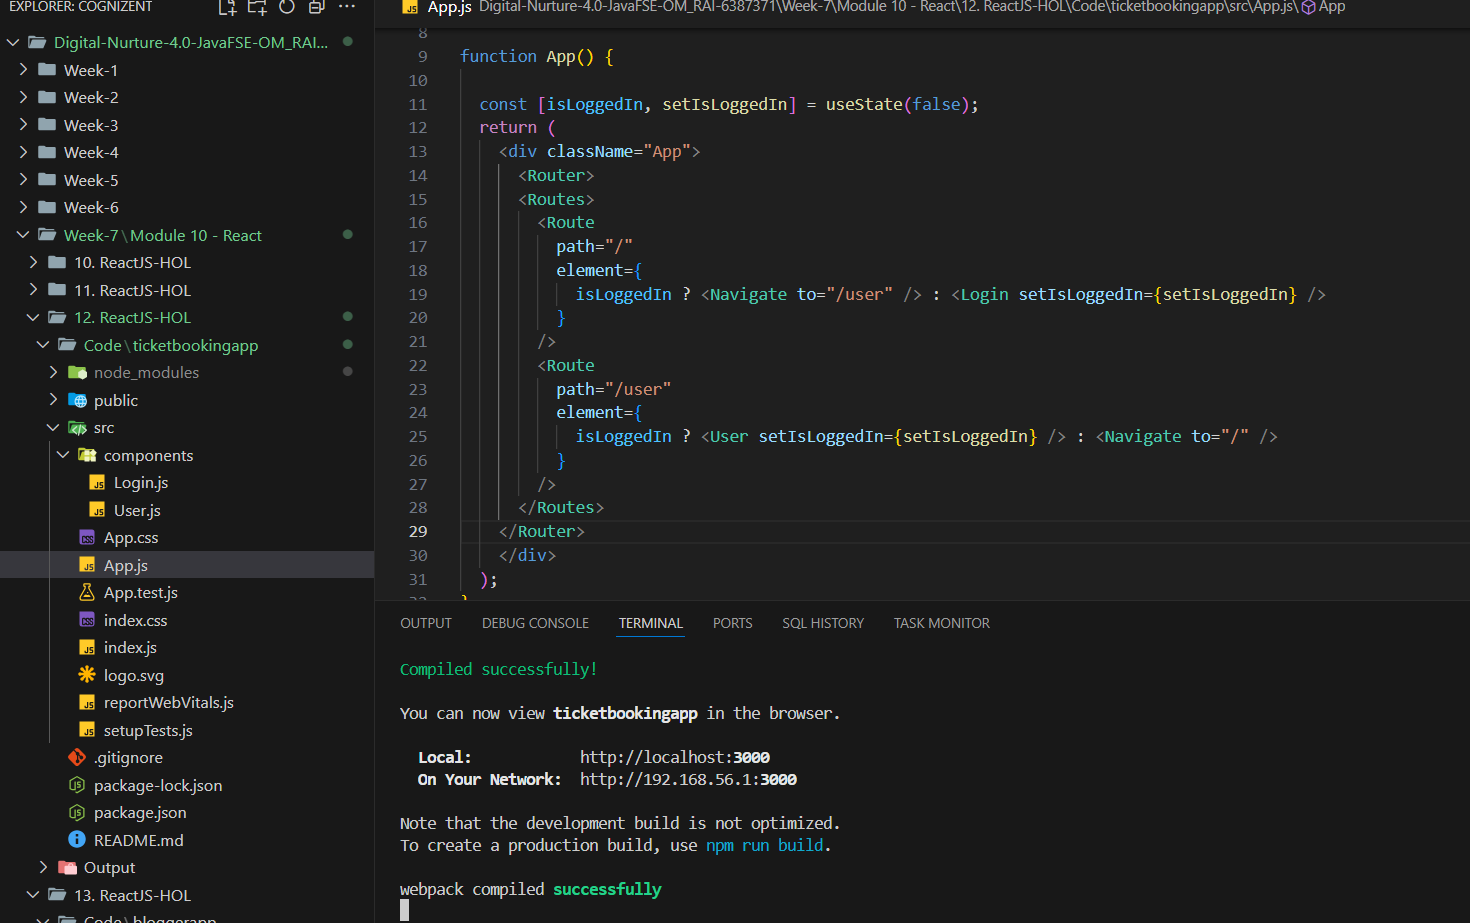 EXPLORER: COGNIZENT
Digital-Nurture-4.0-JavaFSE-OM_RAI...
Week-1
Week-2
Week-3
Week-4
Week-5
Week-6
Week-7\Module 10 - React
10. ReactJS-HOL
11. ReactJS-HOL
12. ReactJS-HOL
Code\ticketbookingapp
node_modules
public
src
components
Login.js
User.js
App.css
App.js
App.test.js
index.css
index.js
logo.svg
reportWebVitals.js
setupTests.js
.gitignore
package-lock.json
package.json
README.md
Output
13. ReactJS-HOL
Code\bloggerapp
App.js Digital-Nurture-4.0-JavaFSE-OM_RAI-6387371\Week-7\Module 10 - React\12. ReactJS-HOL\Code\ticketbookingapp\src\App.js\App
8
9 function App() {
10
11 const [isLoggedIn, setIsLoggedIn] = useState(false);
12 return (
13 <div className="App">
14 <Router>
15 <Routes>
16 <Route
17 path="/"
18 element={
19 isLoggedIn ? <Navigate to="/user" /> : <Login setIsLoggedIn={setIsLoggedIn} />
20 }
21 />
22 <Route
23 path="/user"
24 element={
25 isLoggedIn ? <User setIsLoggedIn={setIsLoggedIn} /> : <Navigate to="/" />
26 }
27 />
28 </Routes>
29 </Router>
30 </div>
31 );
32 }
OUTPUT DEBUG CONSOLE TERMINAL PORTS SQL HISTORY TASK MONITOR
Compiled successfully!
You can now view ticketbookingapp in the browser.
Local: http://localhost:3000
On Your Network: http://192.168.56.1:3000
Note that the development build is not optimized.
To create a production build, use npm run build.
webpack compiled successfully